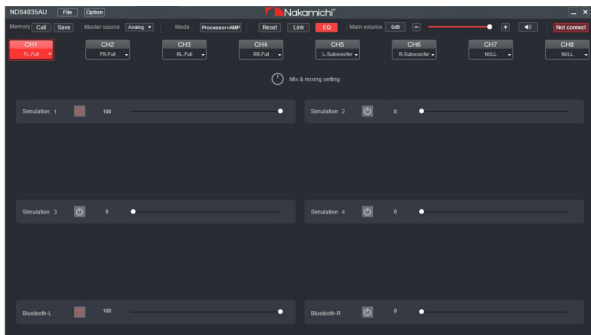 NDS4835AU File Option Nakamichi
Memory Call Save Master source Analog Mode Processor+AMP Reset Link EQ Main volume 0dB Not connect
CH1 CH2 CH3 CH4 CH5 CH6 CH7 CH8
FL-Full FR-Full RL-Full RR-Full L-Subwoofer R-Subwoofer NULL NULL
Mix & mixing setting
Simulation 1 100 Simulation 2 0
Simulation 3 0 Simulation 4 0
Bluetooth-L 100 Bluetooth-R 0